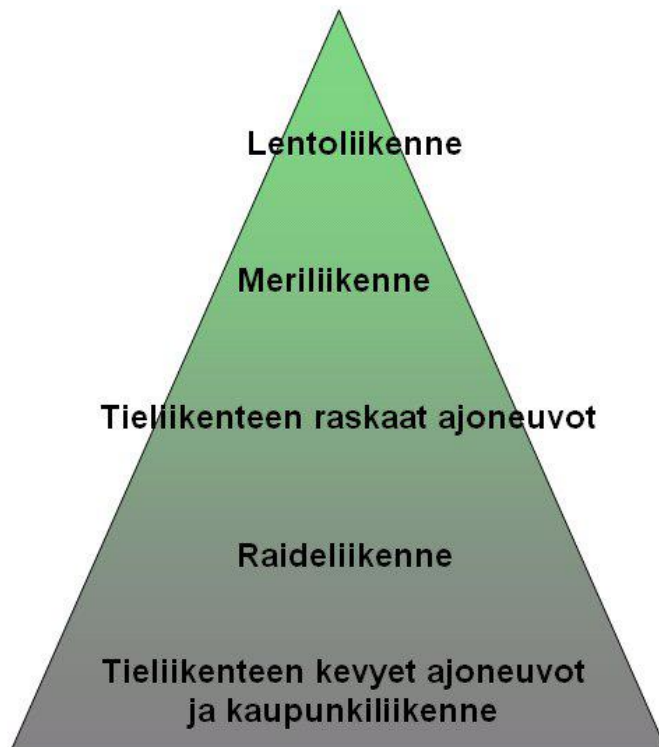 Lentoliikenne
Meriliikenne
Tieliikenteen raskaat ajoneuvot
Raideliikenne
Tieliikenteen kevyet ajoneuvot
ja kaupunkiliikenne